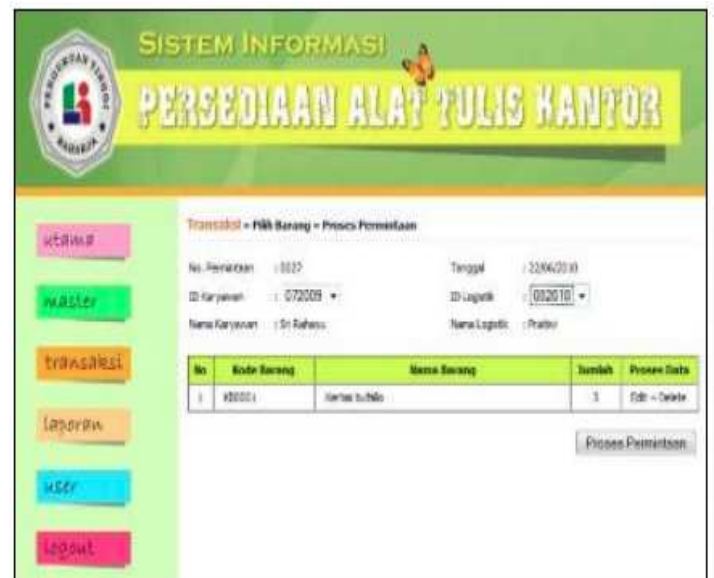 SISTEM INFORMASI
PERSEDIAAN ALAT TULIS KANTOR
utama
master
transaksi
laporan
user
logout
Transaksi » Pilih Barang » Proses Permintaan
No. Permintaan : 0027 Tanggal : 22/06/2010
ID Karyawan : 072009 ID Logistik : 002010
Nama Karyawan : Sri Rahayu Nama Logistik :
No Kode Barang Nama Barang Jumlah Proses Data
1 Kertas Edit - Delete
Proses Permintaan